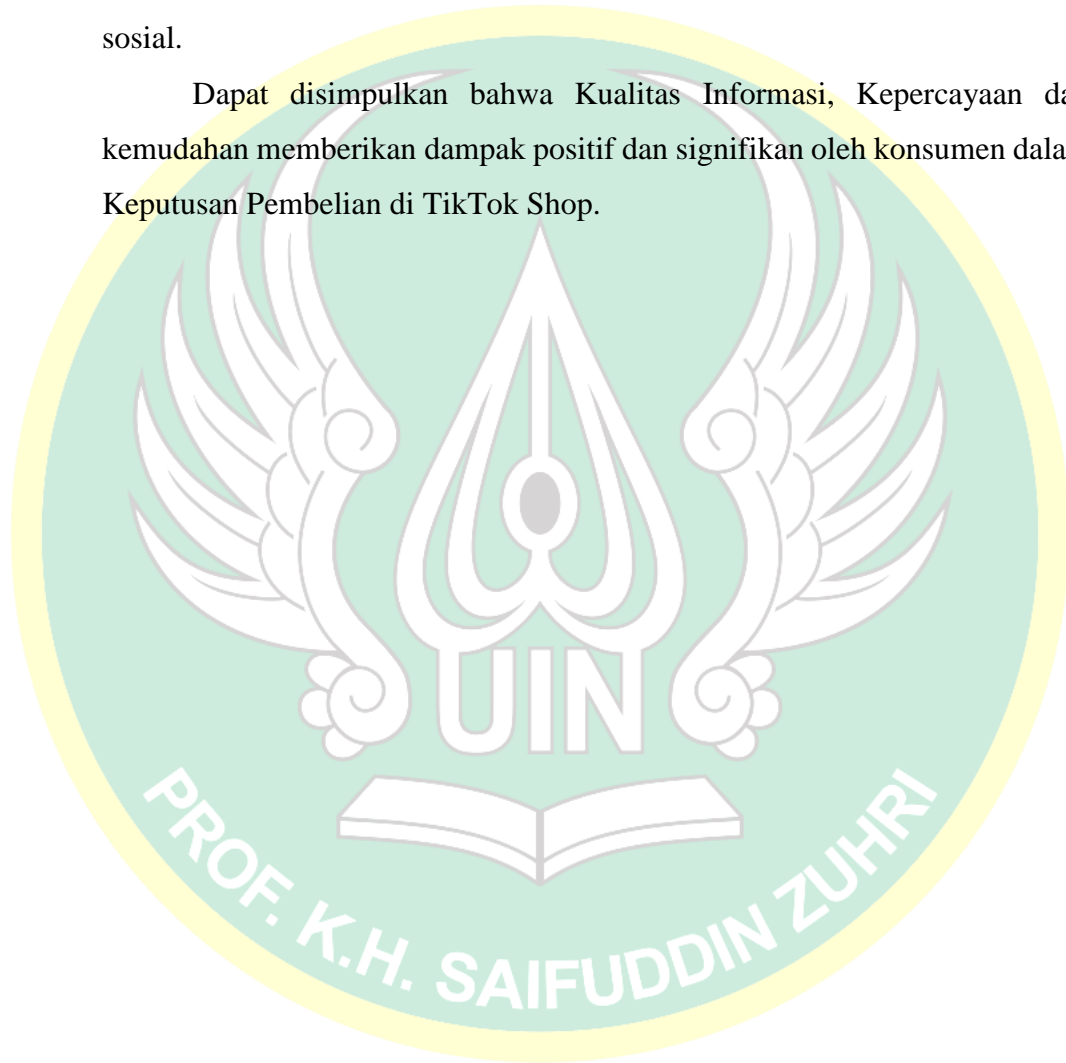 sosial.
Dapat disimpulkan bahwa Kualitas Informasi, Kepercayaan da
kemudahan memberikan dampak positif dan signifikan oleh konsumen dala
Keputusan Pembelian di TikTok Shop.
UIN
PROF. K.H. SAIFUDDIN ZUHRI